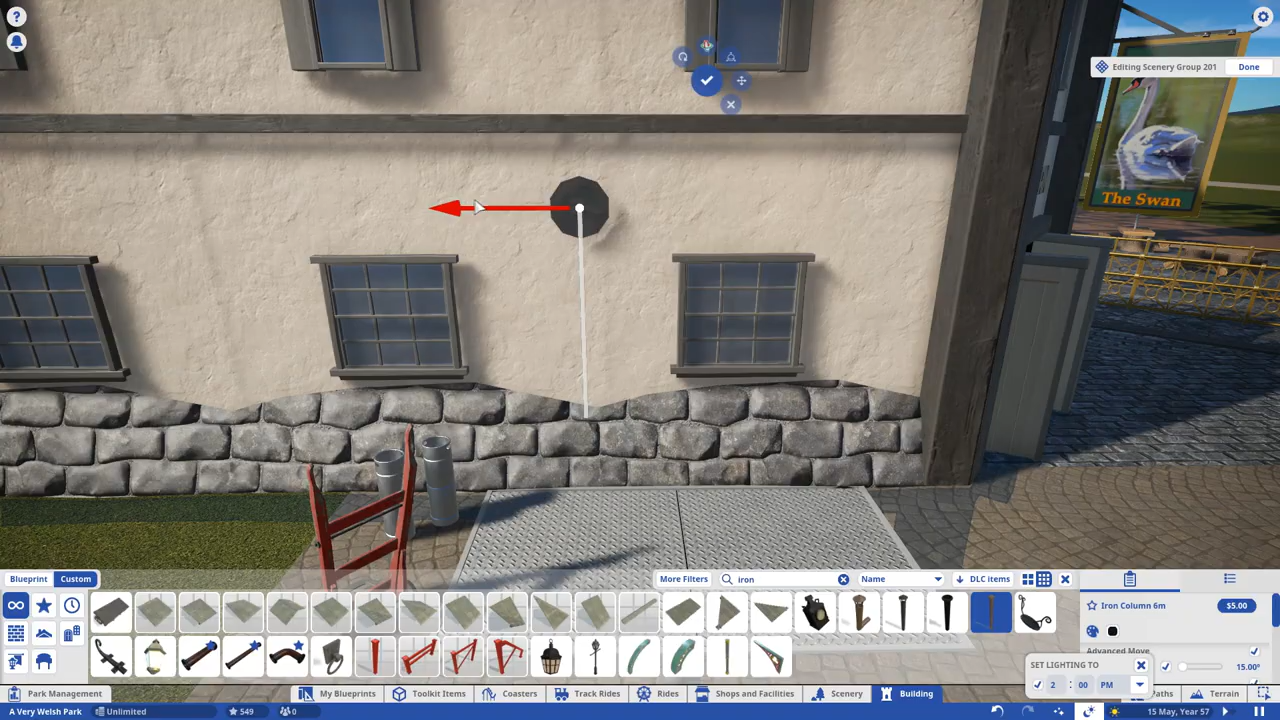 Editing Scenery Group 201
Done
The Swan
Blueprint
Custom
More Filters
iron
Name
DLC items
Iron Column 6m
$5.00
Advanced Move
15.00°
SET LIGHTING TO
2 : 00 PM
Park Management
My Blueprints
Toolkit Items
Coasters
Track Rides
Rides
Shops and Facilities
Scenery
Building
Paths
Terrain
A Very Welsh Park
Unlimited
549
0
15 May, Year 57